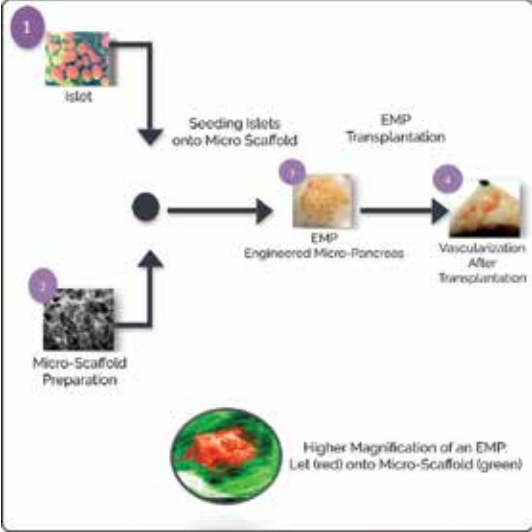 1
Islet
Seeding Islets
onto Micro Scaffold
EMP
Transplantation
3
EMP
Engineered Micro-Pancreas
4
Vascularization
After
Transplantation
2
Micro-Scaffold
Preparation
Higher Magnification of an EMP:
Let (red) onto Micro-Scaffold (green)